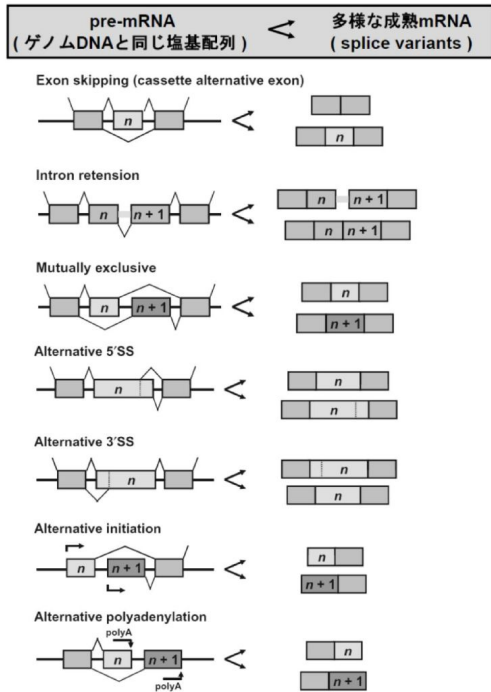 pre-mRNA
( ゲノムDNAと同じ塩基配列 )
多様な成熟mRNA
( splice variants )
Exon skipping (cassette alternative exon)
n
n
Intron retention
n
n + 1
n
n + 1
n
n + 1
Mutually exclusive
n
n + 1
n
n + 1
Alternative 5′SS
n
n
n
Alternative 3′SS
n
n
n
Alternative initiation
n
n + 1
n
n + 1
Alternative polyadenylation
polyA
n
n + 1
polyA
n
n + 1